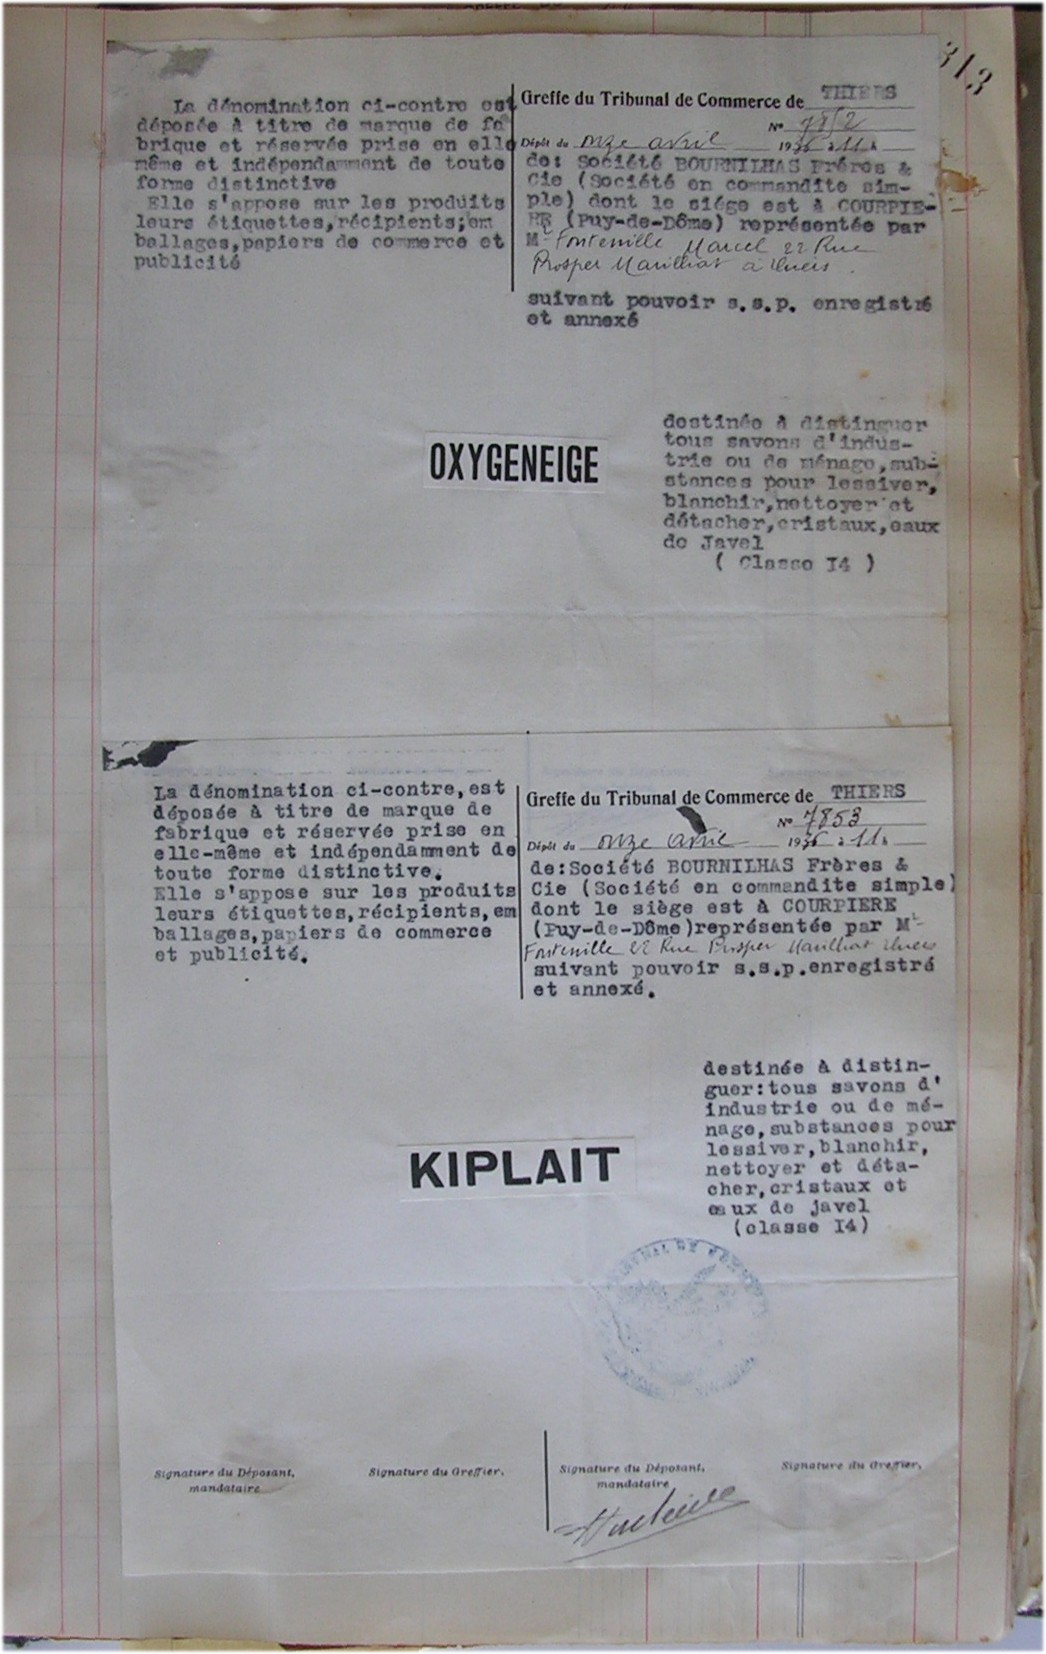 313
La dénomination ci-contre est
déposée à titre de marque de fa
brique et réservée prise en elle
même et indépendamment de toute
forme distinctive
Elle s'appose sur les produits
leurs étiquettes,récipients;em
ballages,papiers de commerce et
publicité
Greffe du Tribunal de Commerce de THIERS
N° 7852
Dépôt du onze avril 1936 à 11 h
de: Société BOURNILHAS Fréres &
Cie (Société en commandite sim-
ple) dont le siége est à COURPIE-
RE (Puy-de-Dôme) représentée par
Mr Fontenille Marcel 22 Rue
Prosper Marilhat à
suivant pouvoir s.s.p. enregistré
et annexé
OXYGENEIGE
destinée à distinguer
tous savons d'indus-
trie ou de ménage,sub-
stances pour lessiver,
blanchir,nettoyer et
détacher,cristaux,eaux
de Javel
( Classe I4 )
La dénomination ci-contre,est
déposée à titre de marque de
fabrique et réservée prise en
elle-même et indépendamment de
toute forme distinctive.
Elle s'appose sur les produits
leurs étiquettes,récipients,em
ballages,papiers de commerce
et publicité.
Greffe du Tribunal de Commerce de THIERS
N° 7853
Dépôt du onze avril 1936 à 11 h
de:Société BOURNILHAS Frères &
Cie (Société en commandite simple)
dont le siège est à COURPIERE
(Puy-de-Dôme)représentée par Mr
Fontenille 22 Rue Prosper Marilhat
suivant pouvoir s.s.p.enregistré
et annexé.
KIPLAIT
destinée à distin-
guer:tous savons d'
industrie ou de mé-
nage,substances pour
lessiver,blanchir,
nettoyer et déta-
cher,cristaux et
eaux de javel
(classe I4)
Signature du Déposant,
mandataire
Signature du Greffier,
Signature du Déposant,
mandataire
Signature du Greffier,